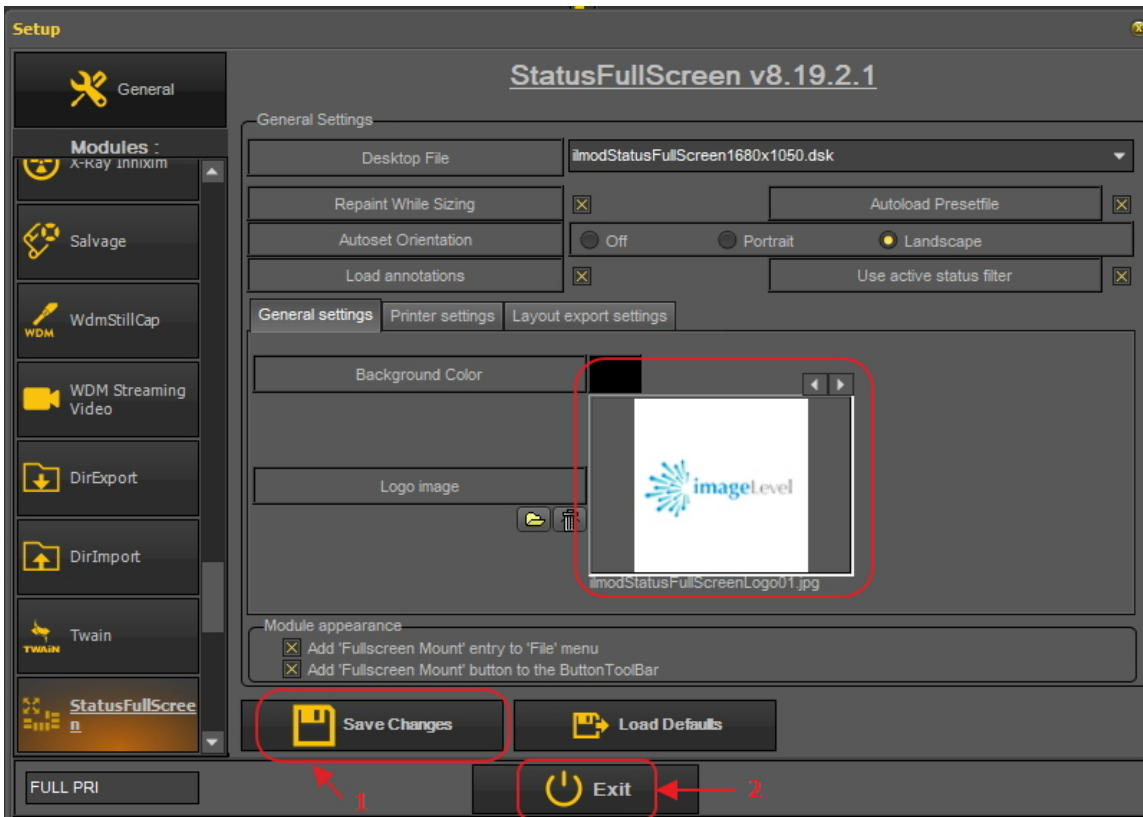 Setup
General
Modules :
X-Ray Innixim
Salvage
WDM
WdmStillCap
WDM Streaming
Video
DirExport
DirImport
TWAIN
Twain
StatusFullScree
n
FULL PRI
StatusFullScreen v8.19.2.1
General Settings
Desktop File
ilmodStatusFullScreen1680x1050.dsk
Repaint While Sizing
Autoload Presetfile
Autoset Orientation
Off
Portrait
Landscape
Load annotations
Use active status filter
General settings
Printer settings
Layout export settings
Background Color
Logo image
imageLevel
ilmodStatusFullScreenLogo01.jpg
Module appearance
Add 'Fullscreen Mount' entry to 'File' menu
Add 'Fullscreen Mount' button to the ButtonToolBar
Save Changes
Load Defaults
1
Exit
2